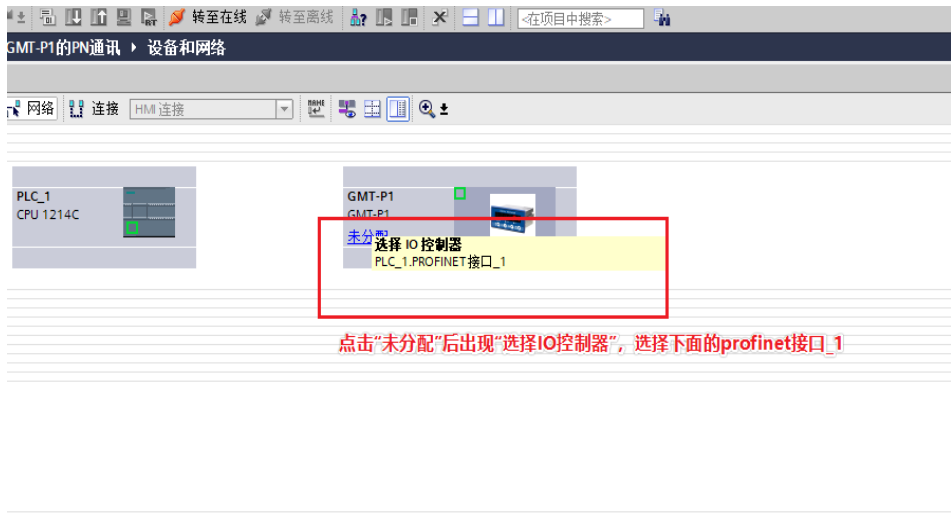 转至在线 转至离线 <在项目中搜索>
GMT-P1的PN通讯 ▸ 设备和网络
网络 连接 HMI 连接 NAME
PLC_1
CPU 1214C
GMT-P1
GMT-P1
未分配
选择 IO 控制器
PLC_1.PROFINET接口_1
点击“未分配”后出现“选择IO控制器”，选择下面的profinet接口_1